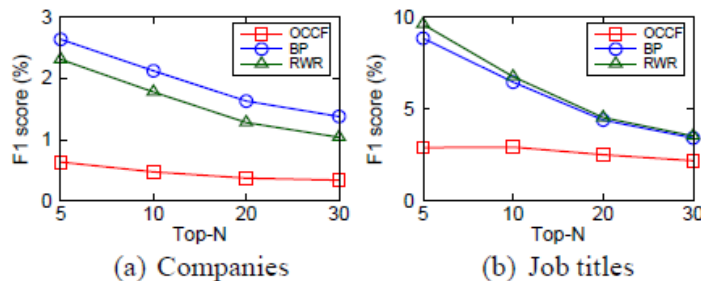 3
2
1
0
F1 score (%)
OCCF
BP
RWR
5 10 20 30
Top-N
(a) Companies
10
5
0
F1 score (%)
OCCF
BP
RWR
5 10 20 30
Top-N
(b) Job titles